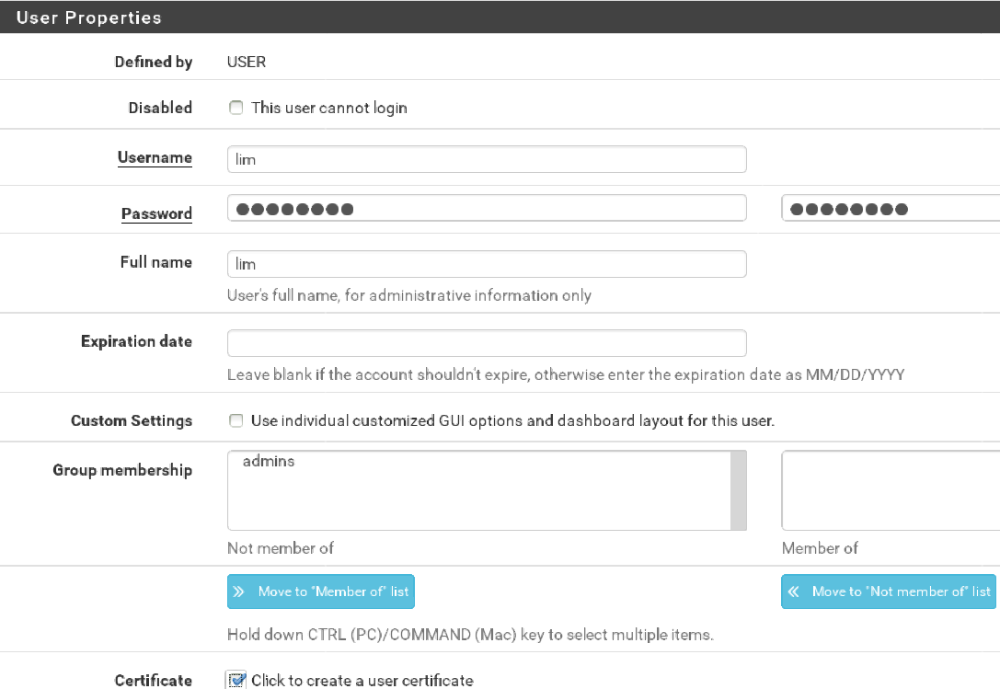 User Properties
Defined by USER
Disabled This user cannot login
Username lim
Password
Full name lim
User's full name, for administrative information only
Expiration date
Leave blank if the account shouldn't expire, otherwise enter the expiration date as MM/DD/YYYY
Custom Settings Use individual customized GUI options and dashboard layout for this user.
Group membership admins
Not member of Member of
Move to "Member of" list Move to "Not member of" list
Hold down CTRL (PC)/COMMAND (Mac) key to select multiple items.
Certificate Click to create a user certificate